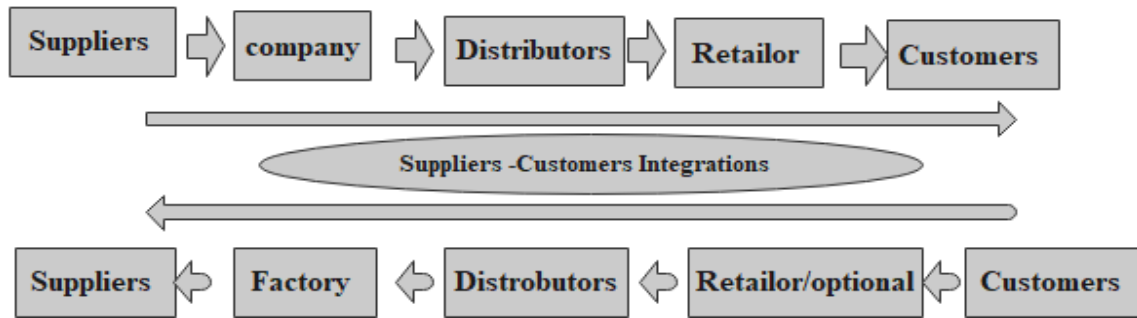 Suppliers
company
Distributors
Retailor
Customers
Suppliers -Customers Integrations
Suppliers
Factory
Distrobutors
Retailor/optional
Customers